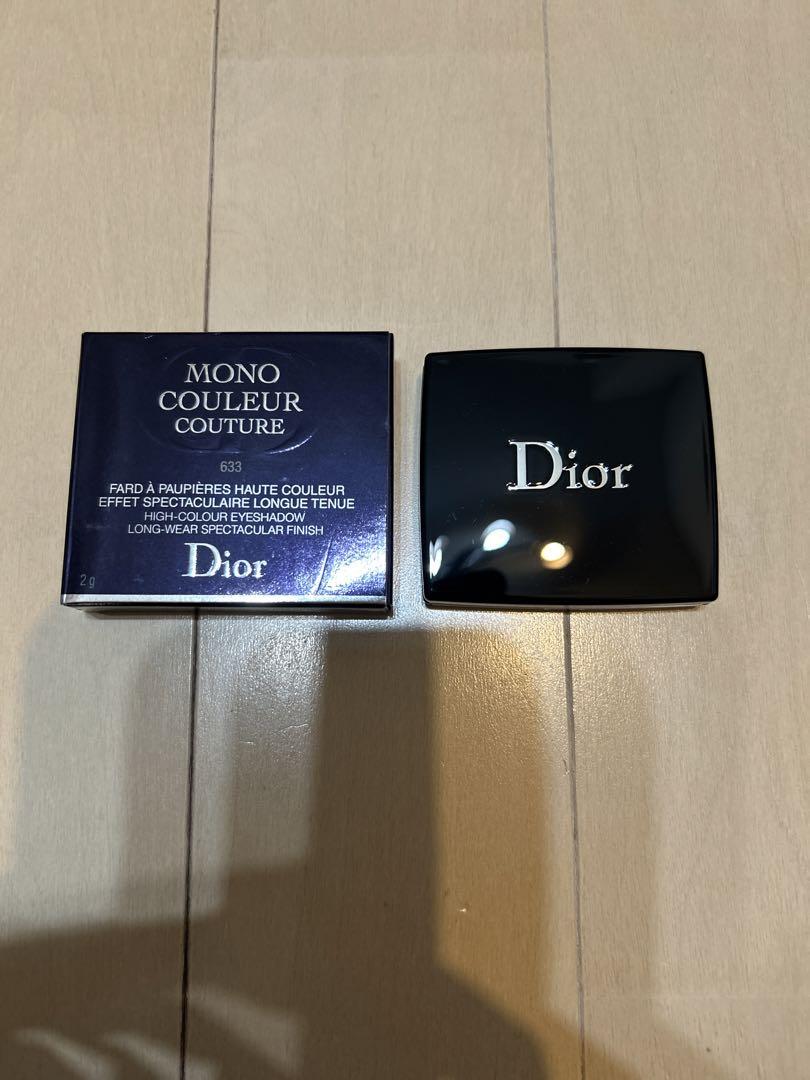 MONO
COULEUR
COUTURE
633
FARD À PAUPIÈRES HAUTE COULEUR
EFFET SPECTACULAIRE LONGUE TENUE
HIGH-COLOUR EYESHADOW
LONG-WEAR SPECTACULAR FINISH
Dior
2 g
Dior